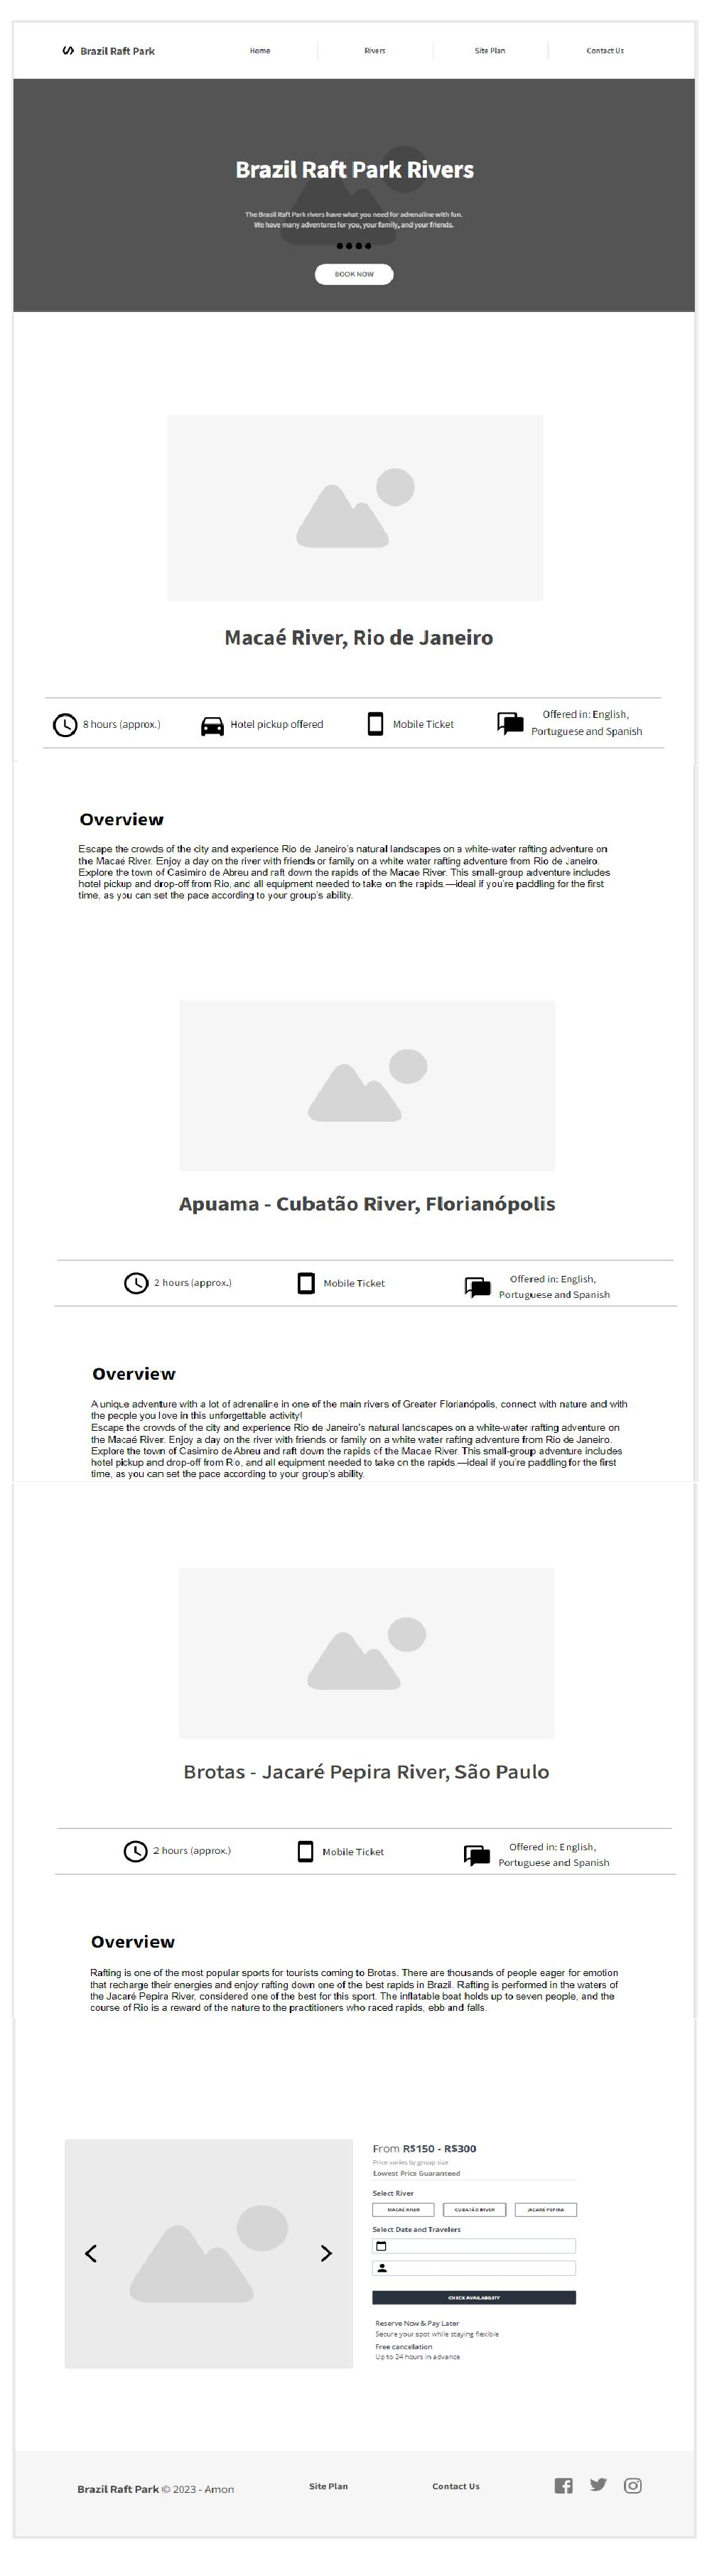 Brazil Raft Park
Home
Rivers
Site Plan
Contact Us
Brazil Raft Park Rivers
The Brasil Raft Park rivers have what you need for adrenaline with fun.
We have many adventures for you, your family, and your friends.
BOOK NOW
Macaé River, Rio de Janeiro
8 hours (approx.)
Hotel pickup offered
Mobile Ticket
Offered in: English,
Portuguese and Spanish
Overview
Escape the crowds of the city and experience Rio de Janeiro's natural landscapes on a white-water rafting adventure on
the Macaé River. Enjoy a day on the river with friends or family on a white water rafting adventure from Rio de Janeiro.
Explore the town of Casimiro de Abreu and raft down the rapids of the Macae River. This small-group adventure includes
hotel pickup and drop-off from Rio, and all equipment needed to take on the rapids.—ideal if you're paddling for the first
time, as you can set the pace according to your group's ability.
Apuama - Cubatão River, Florianópolis
2 hours (approx.)
Mobile Ticket
Offered in: English,
Portuguese and Spanish
Overview
A unique adventure with a lot of adrenaline in one of the main rivers of Greater Florianópolis, connect with nature and with
the people you love in this unforgettable activity!
Escape the crowds of the city and experience Rio de Janeiro's natural landscapes on a white-water rafting adventure on
the Macaé River. Enjoy a day on the river with friends or family on a white water rafting adventure from Rio de Janeiro.
Explore the town of Casimiro de Abreu and raft down the rapids of the Macae River. This small-group adventure includes
hotel pickup and drop-off from Rio, and all equipment needed to take on the rapids.—ideal if you're paddling for the first
time, as you can set the pace according to your group's ability.
Brotas - Jacaré Pepira River, São Paulo
2 hours (approx.)
Mobile Ticket
Offered in: English,
Portuguese and Spanish
Overview
Rafting is one of the most popular sports for tourists coming to Brotas. There are thousands of people eager for emotion
that recharge their energies and enjoy rafting down one of the best rapids in Brazil. Rafting is performed in the waters of
the Jacaré Pepira River, considered one of the best for this sport. The inflatable boat holds up to seven people, and the
course of Rio is a reward of the nature to the practitioners who raced rapids, ebb and falls.
From R$150 - R$300
Price varies by group size
Lowest Price Guaranteed
Select River
MACAÉ RIVER
CUBATÃO RIVER
JACARÉ PEPIRA
Select Date and Travelers
CHECK AVAILABILITY
Reserve Now & Pay Later
Secure your spot while staying flexible
Free cancellation
Up to 24 hours in advance
Brazil Raft Park © 2023 - Amon
Site Plan
Contact Us